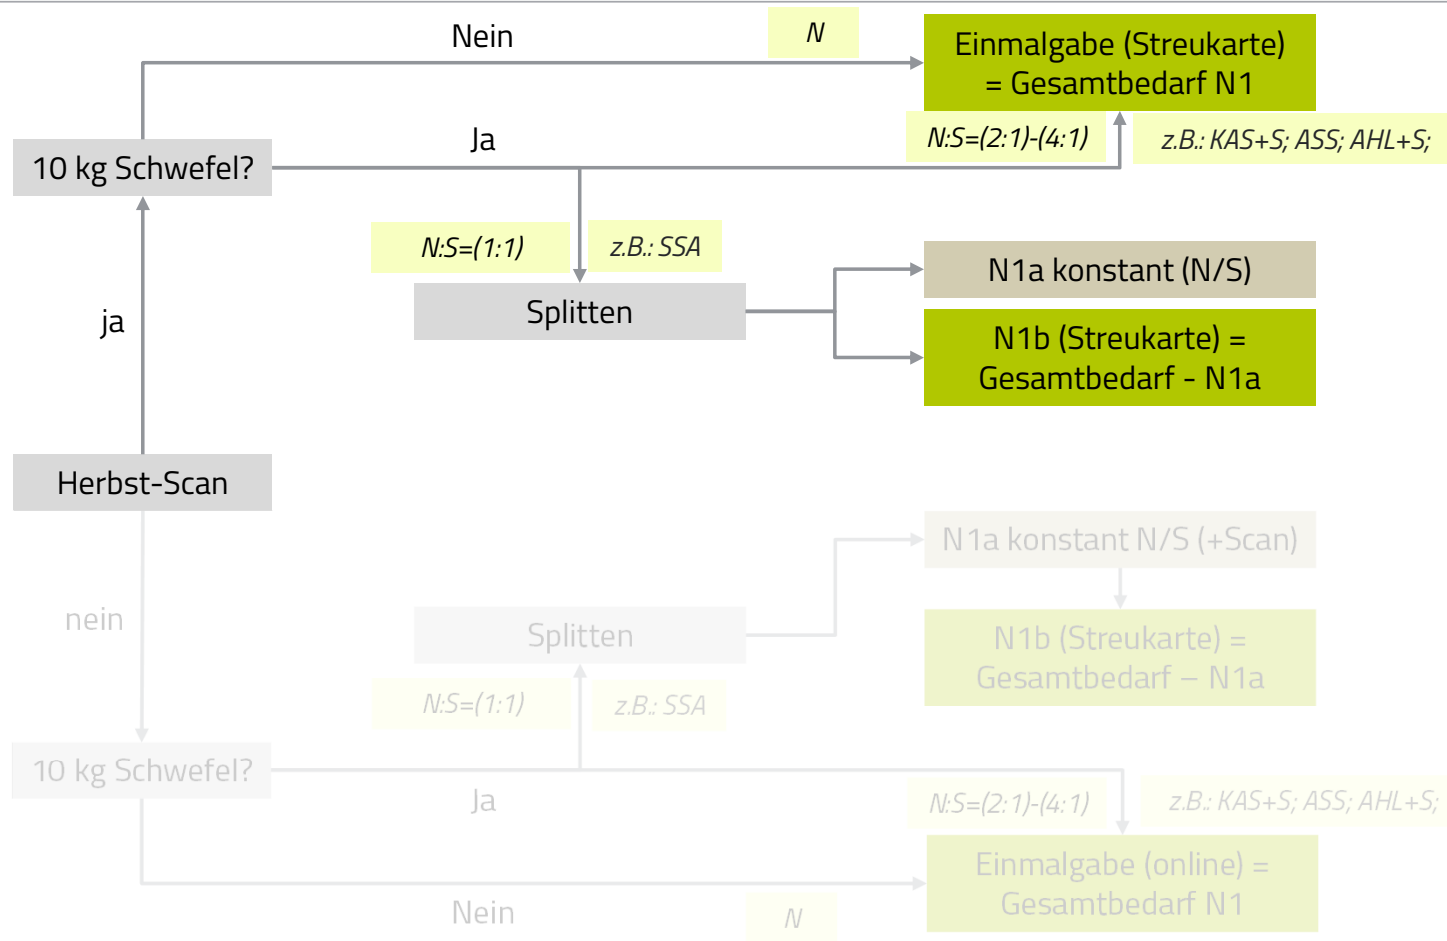 Nein
N
Einmalgabe (Streukarte)
= Gesamtbedarf N1
Ja
N:S=(2:1)-(4:1)
z.B.: KAS+S; ASS; AHL+S;
10 kg Schwefel?
N:S=(1:1)
z.B.: SSA
N1a konstant (N/S)
Splitten
ja
N1b (Streukarte) =
Gesamtbedarf - N1a
Herbst-Scan
N1a konstant N/S (+Scan)
nein
Splitten
N1b (Streukarte) =
Gesamtbedarf – N1a
N:S=(1:1)
z.B.: SSA
10 kg Schwefel?
Ja
N:S=(2:1)-(4:1)
z.B.: KAS+S; ASS; AHL+S;
Einmalgabe (online) =
Gesamtbedarf N1
Nein
N